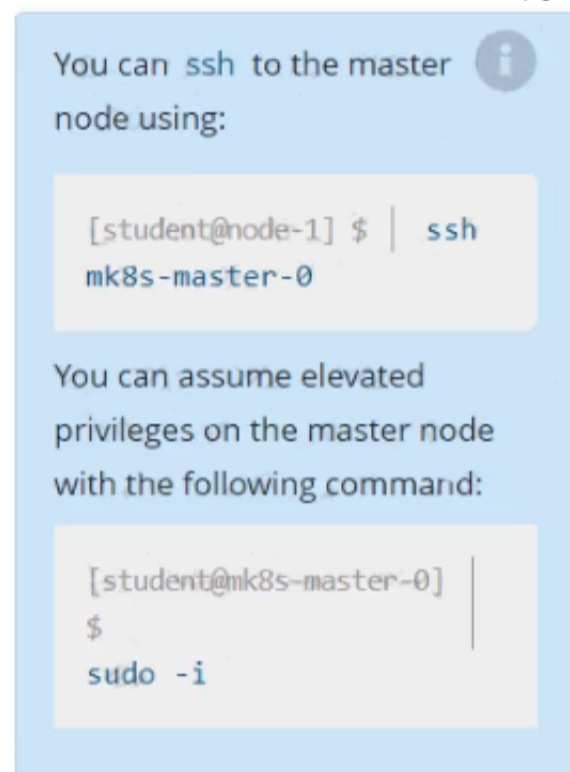 You can ssh to the master
node using:
[student@node-1] $ | ssh
mk8s-master-0
You can assume elevated
privileges on the master node
with the following command:
[student@mk8s-master-0]
$
sudo -i